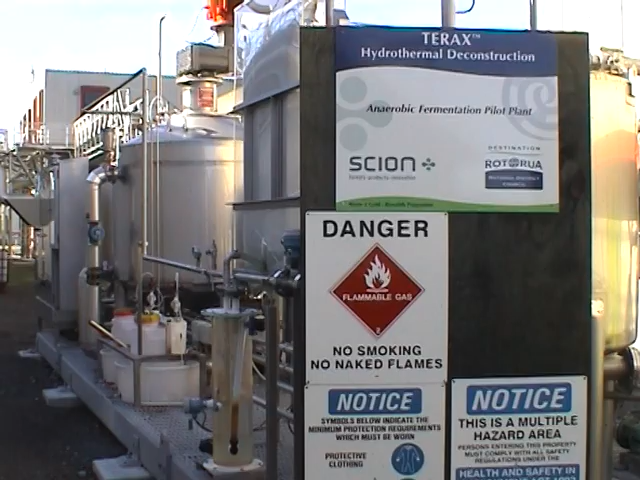 TERAX™
Hydrothermal Deconstruction
Anaerobic Fermentation Pilot Plant
SCION
DESTINATION
ROTORUA
DANGER
FLAMMABLE GAS
2
NO SMOKING
NO NAKED FLAMES
NOTICE
SYMBOLS BELOW INDICATE THE
MINIMUM PROTECTION REQUIREMENTS
WHICH MUST BE WORN
PROTECTIVE
CLOTHING
NOTICE
THIS IS A MULTIPLE
HAZARD AREA
PERSONS ENTERING THIS PROPERTY
MUST COMPLY WITH ALL SAFETY
REGULATIONS UNDER THE
HEALTH AND SAFETY IN